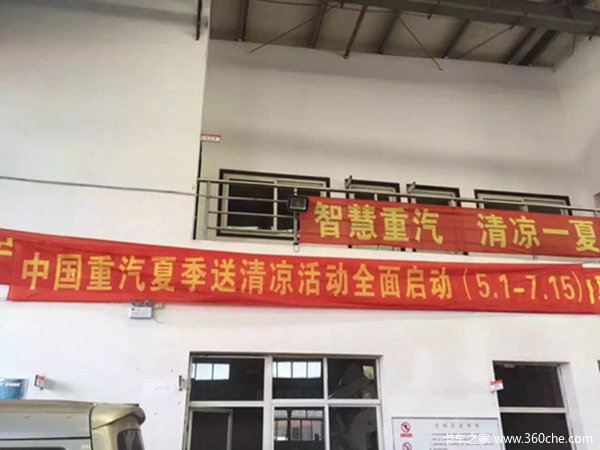 智慧重汽 清凉一夏
中国重汽夏季送清凉活动全面启动（5.1-7.15）
卡车之家 www.360che.com